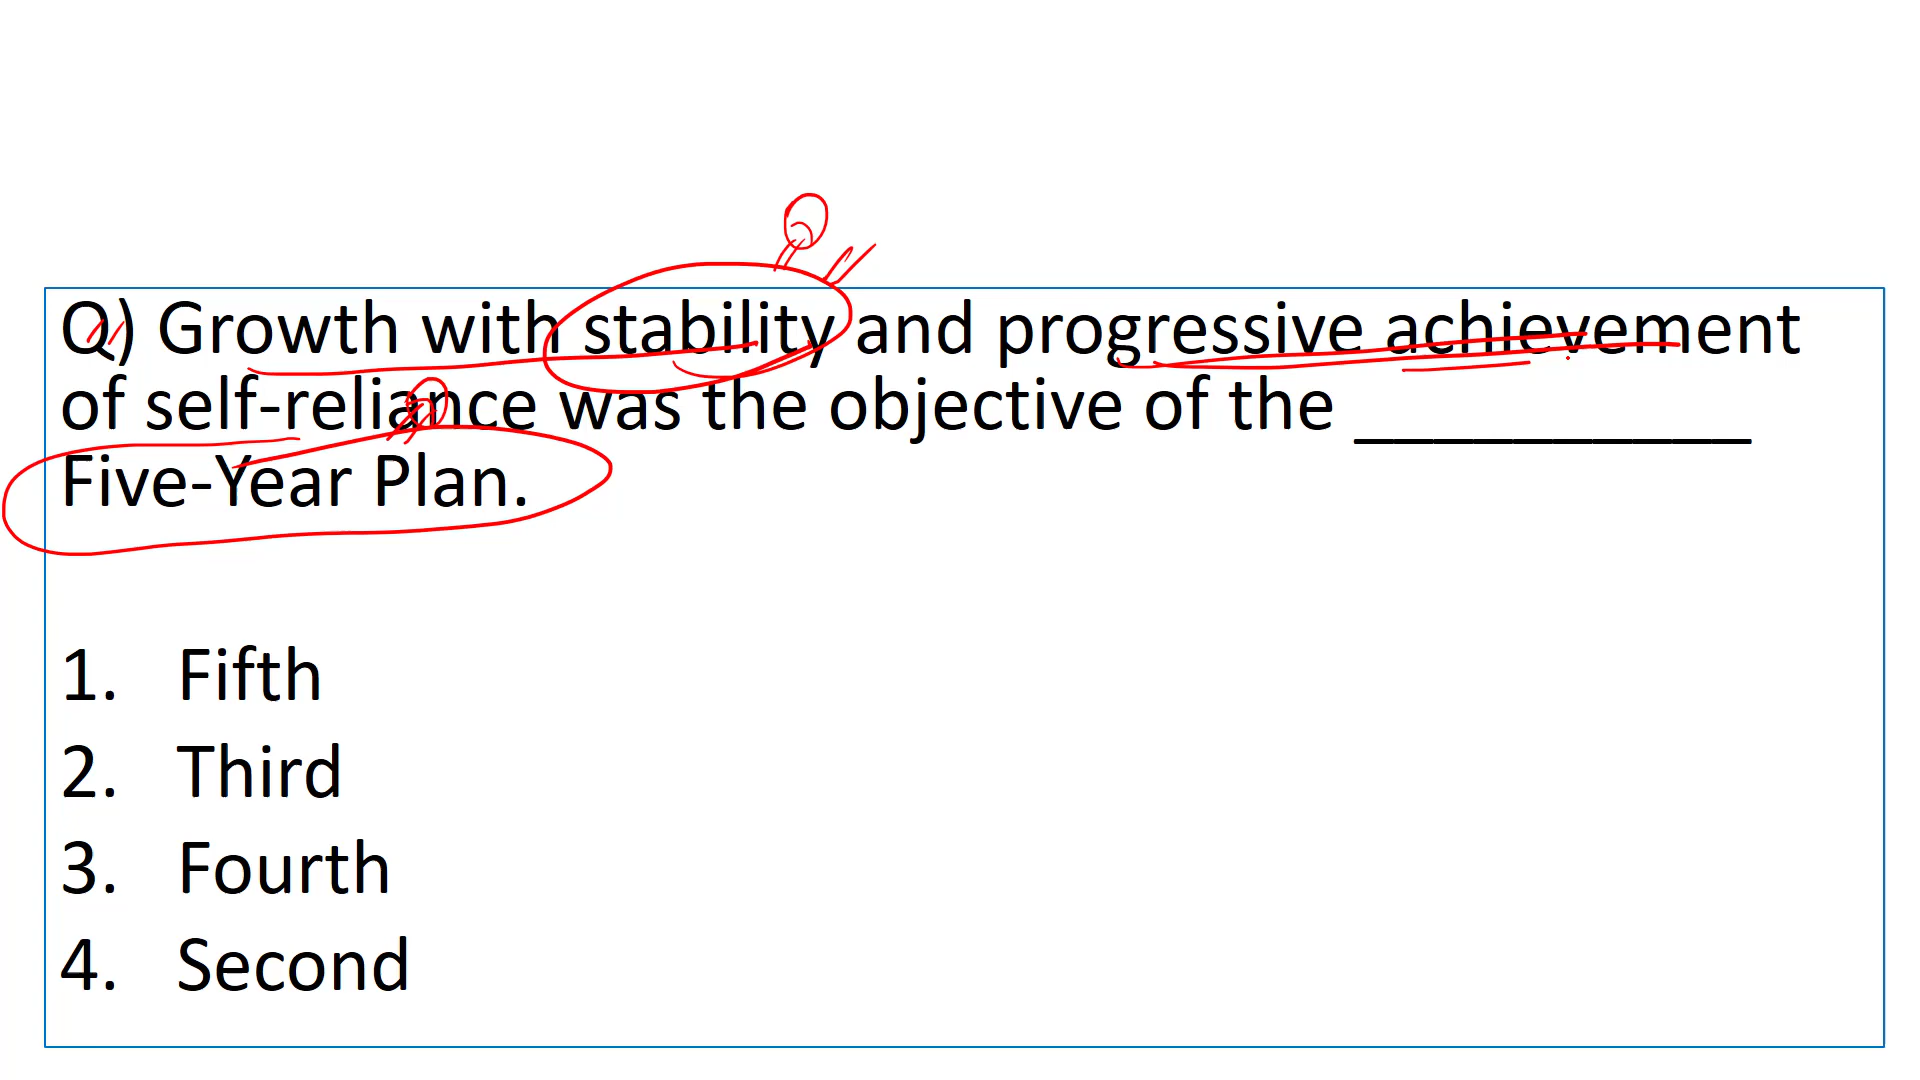 Q) Growth with stability and progressive achievement
of self-reliance was the objective of the __________
Five-Year Plan.
1. Fifth
2. Third
3. Fourth
4. Second